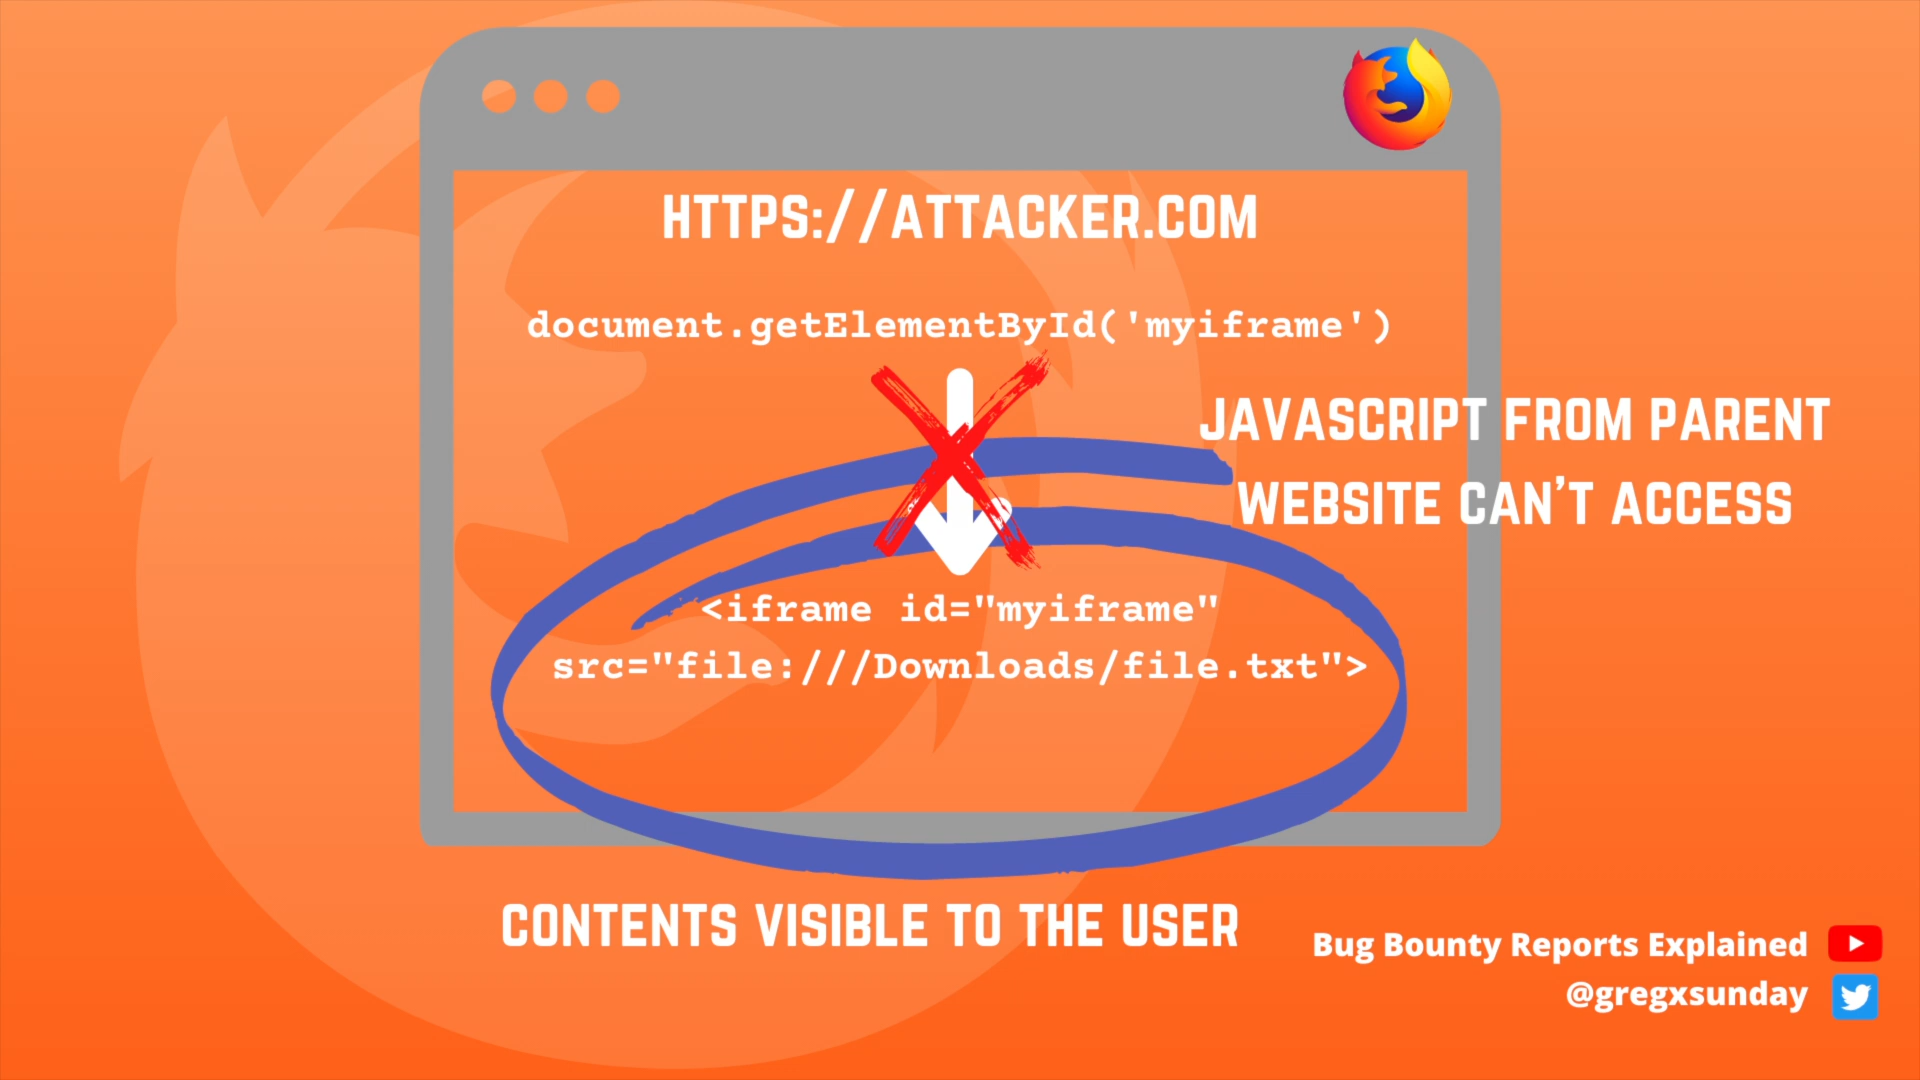 HTTPS://ATTACKER.COM
document.getElementById('myiframe')
JAVASCRIPT FROM PARENT
WEBSITE CAN'T ACCESS
<iframe id="myiframe"
src="file:///Downloads/file.txt">
CONTENTS VISIBLE TO THE USER
Bug Bounty Reports Explained
@gregxsunday